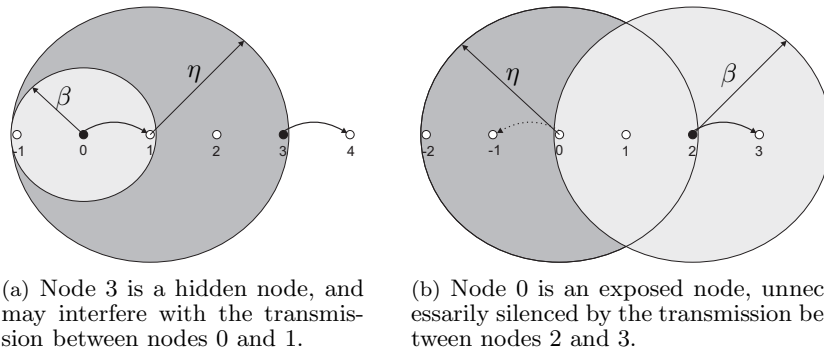 η
β
-1
0
1
2
3
4
η
β
-2
-1
0
1
2
3
(a) Node 3 is a hidden node, and
may interfere with the transmis-
sion between nodes 0 and 1.
(b) Node 0 is an exposed node, unnec
essarily silenced by the transmission be
tween nodes 2 and 3.